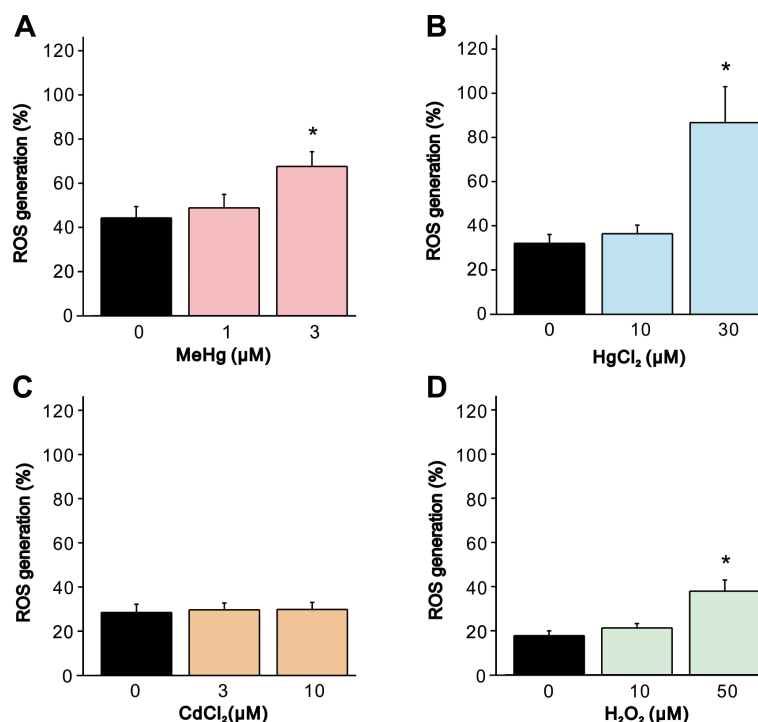 A
ROS generation (%)
120
100
80
60
40
20
0
*
0 1 3
MeHg (µM)
B
ROS generation (%)
120
100
80
60
40
20
0
*
0 10 30
HgCl₂ (µM)
C
ROS generation (%)
120
100
80
60
40
20
0
0 3 10
CdCl₂(µM)
D
ROS generation (%)
120
100
80
60
40
20
0
*
0 10 50
H₂O₂ (µM)